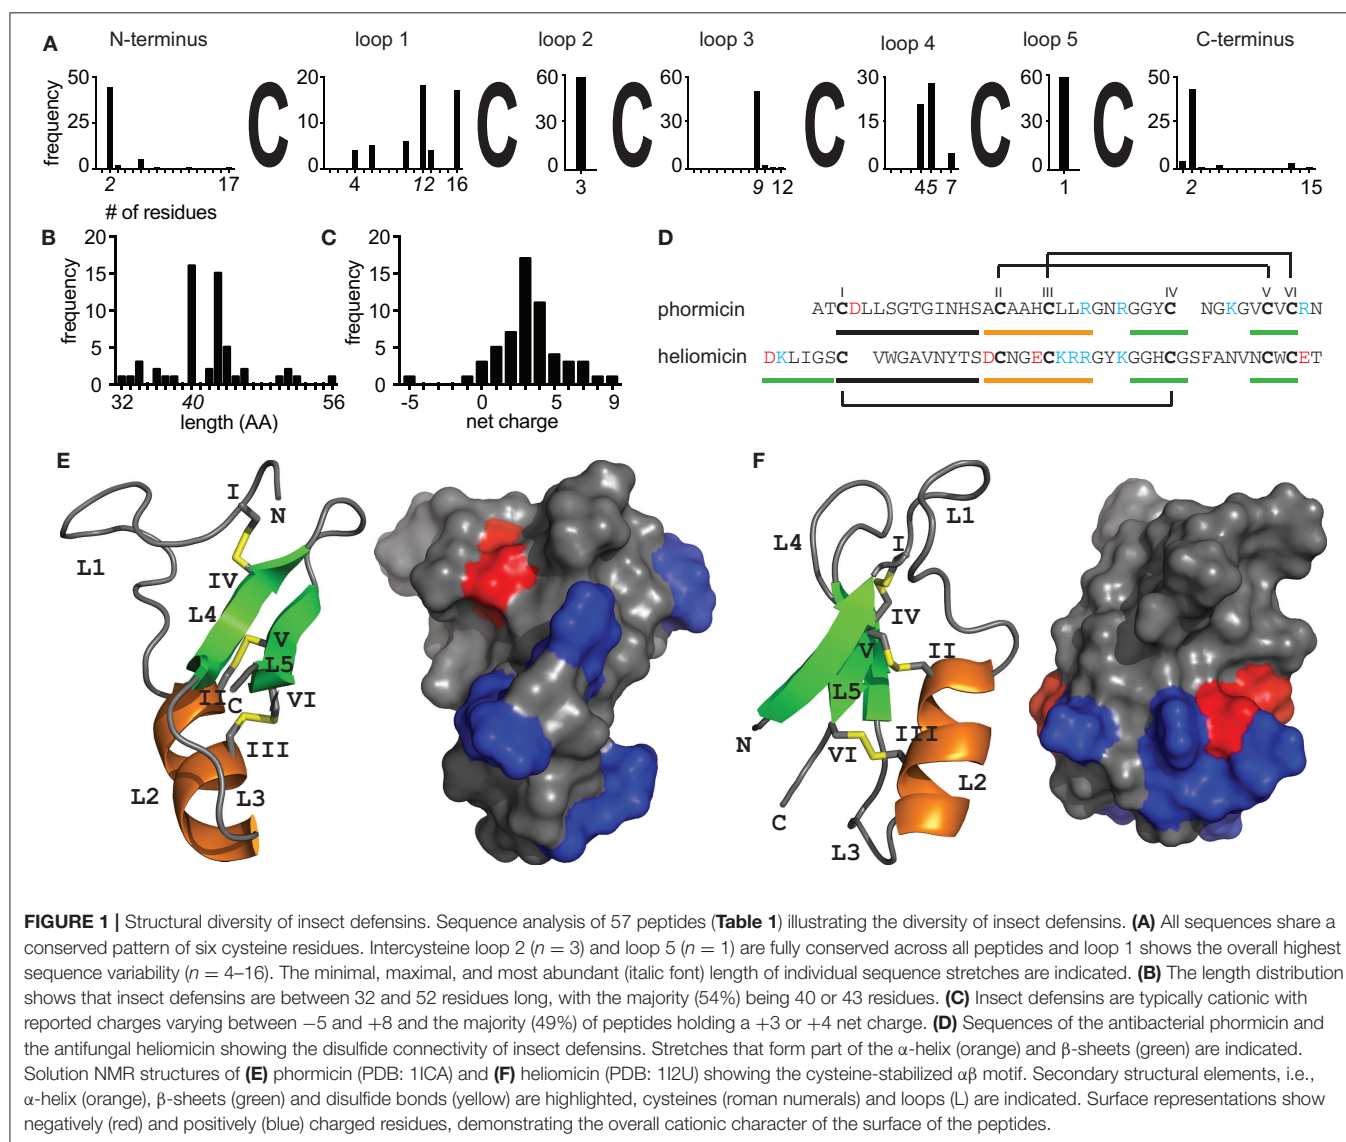 A N-terminus loop 1 loop 2 loop 3 loop 4 loop 5 C-terminus
50 20 60 60 30 60 50
frequency 25 10 30 30 15 30 25
C C C C C C
0 0 0 0 0 0 0
2 17 4 12 16 3 9 12 45 7 1 2 15
# of residues
B C D
frequency 20 15 10 5 0
32 40 56
length (AA)
frequency 20 15 10 5 0
-5 0 5 9
net charge
I II III IV V VI
phormicin ATCDLLSGTGINHSACAAHCLLRGNRGGYC NGKGVCVCRN
heliomicin DKLIGSC VWGAVNYTSDCNGECKRRGYKGGHCGSFANVNCWCET
E
I N L1 IV L4 V L5 II C VI III L2 L3
F
L1 L4 I IV V II L5 N III VI L2 C L3
FIGURE 1 | Structural diversity of insect defensins. Sequence analysis of 57 peptides (Table 1) illustrating the diversity of insect defensins. (A) All sequences share a
conserved pattern of six cysteine residues. Intercysteine loop 2 (n = 3) and loop 5 (n = 1) are fully conserved across all peptides and loop 1 shows the overall highest
sequence variability (n = 4–16). The minimal, maximal, and most abundant (italic font) length of individual sequence stretches are indicated. (B) The length distribution
shows that insect defensins are between 32 and 52 residues long, with the majority (54%) being 40 or 43 residues. (C) Insect defensins are typically cationic with
reported charges varying between −5 and +8 and the majority (49%) of peptides holding a +3 or +4 net charge. (D) Sequences of the antibacterial phormicin and
the antifungal heliomicin showing the disulfide connectivity of insect defensins. Stretches that form part of the α-helix (orange) and β-sheets (green) are indicated.
Solution NMR structures of (E) phormicin (PDB: 1ICA) and (F) heliomicin (PDB: 1I2U) showing the cysteine-stabilized αβ motif. Secondary structural elements, i.e.,
α-helix (orange), β-sheets (green) and disulfide bonds (yellow) are highlighted, cysteines (roman numerals) and loops (L) are indicated. Surface representations show
negatively (red) and positively (blue) charged residues, demonstrating the overall cationic character of the surface of the peptides.